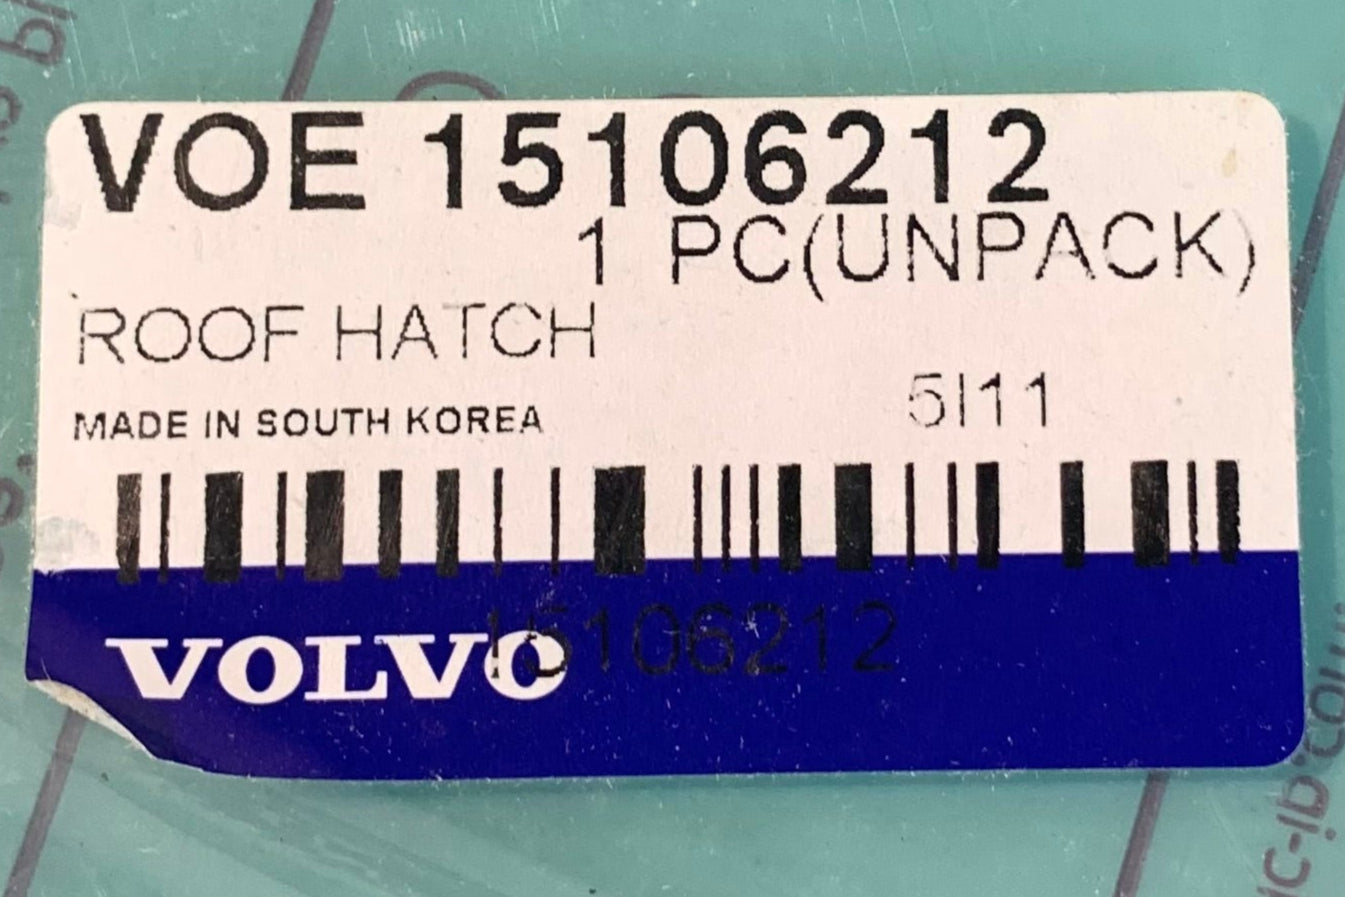 VOE 15106212
1 PC(UNPACK)
ROOF HATCH
5I11
MADE IN SOUTH KOREA
15106212
VOLVO